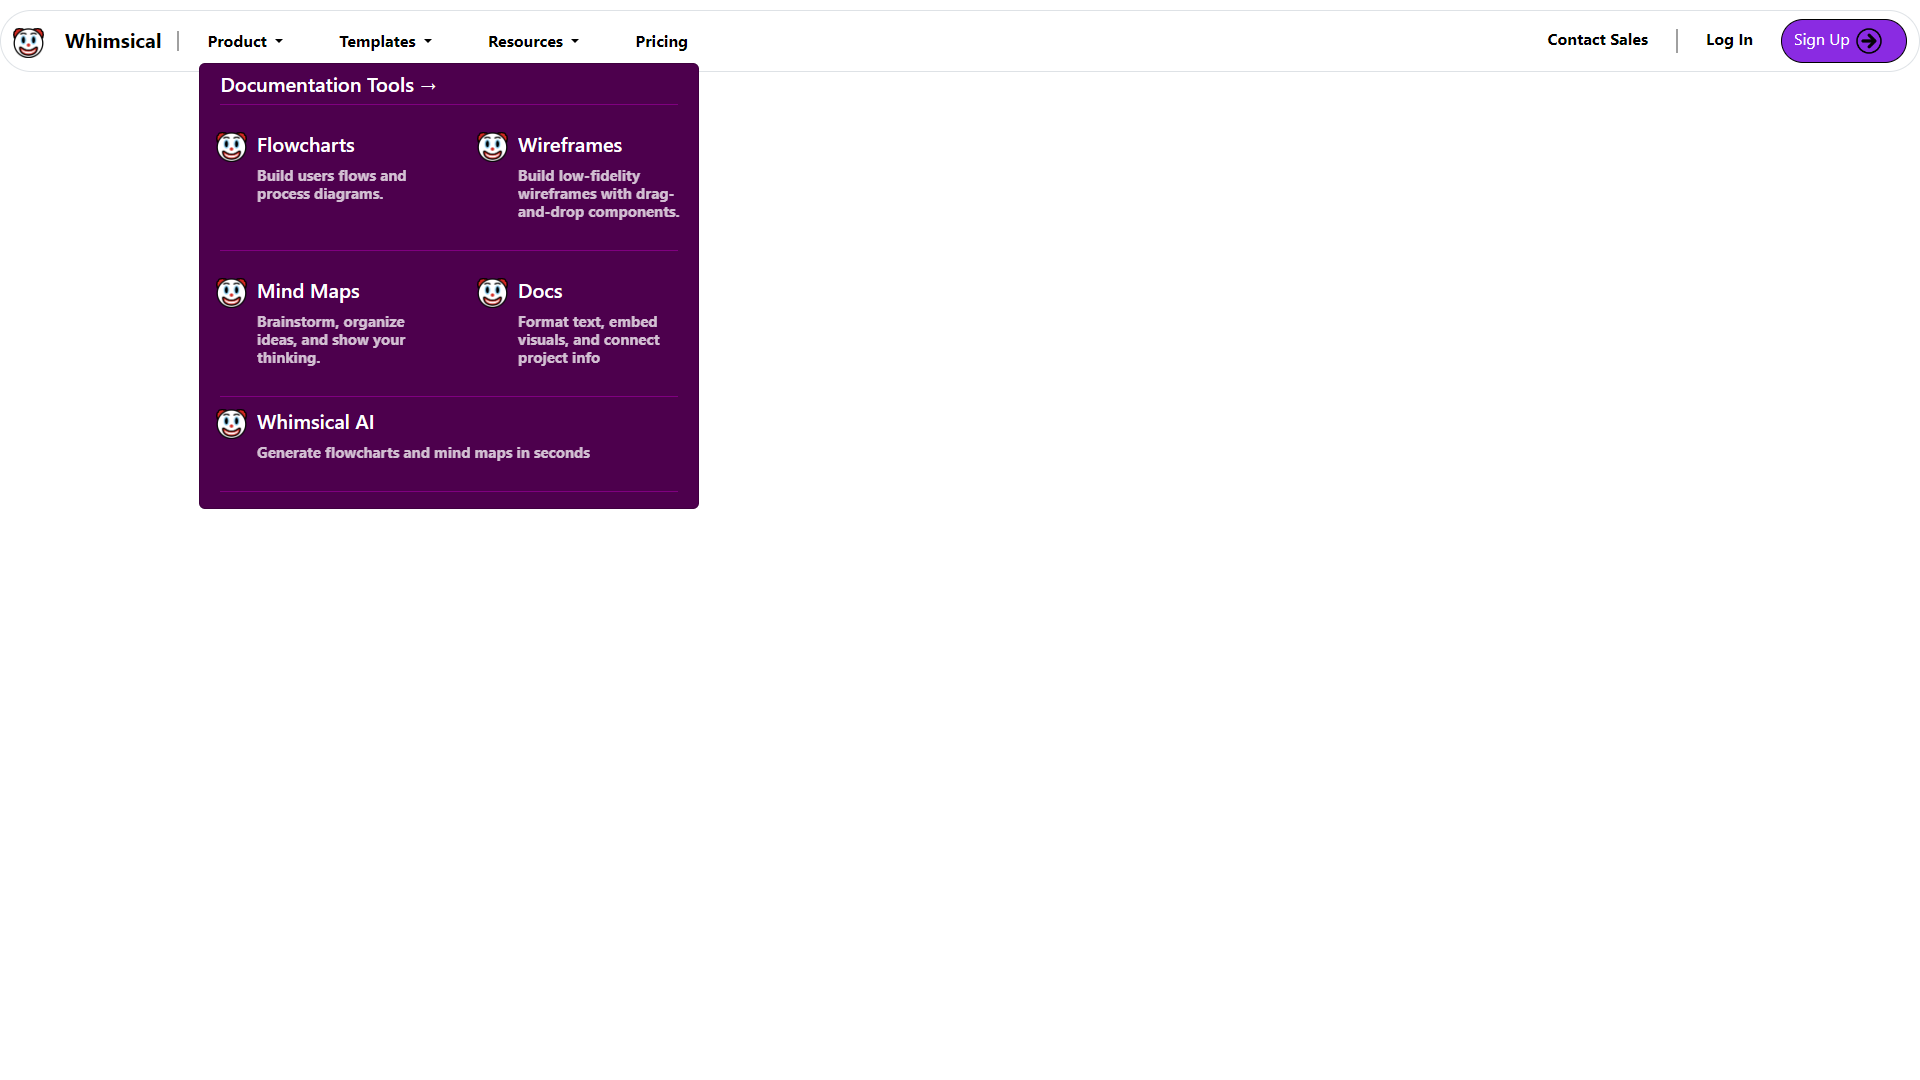 Whimsical
Product
Templates
Resources
Pricing
Contact Sales
Log In
Sign Up
Documentation Tools →
Flowcharts
Build users flows and
process diagrams.
Wireframes
Build low-fidelity
wireframes with drag-
and-drop components.
Mind Maps
Brainstorm, organize
ideas, and show your
thinking.
Docs
Format text, embed
visuals, and connect
project info
Whimsical AI
Generate flowcharts and mind maps in seconds